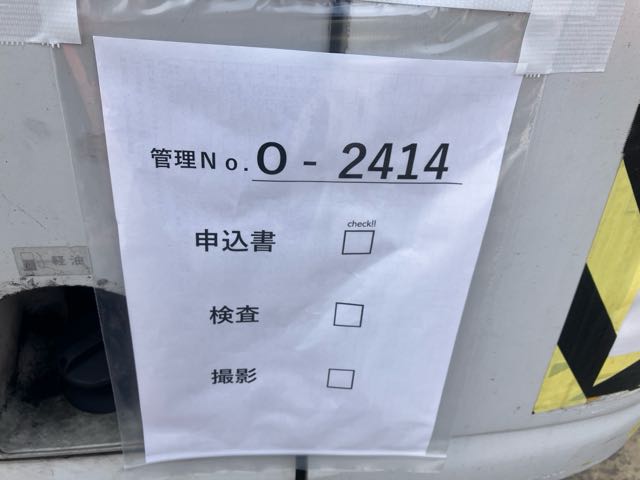 管理No. O - 2414
check!!
申込書 □
検査 □
撮影 □
軽油